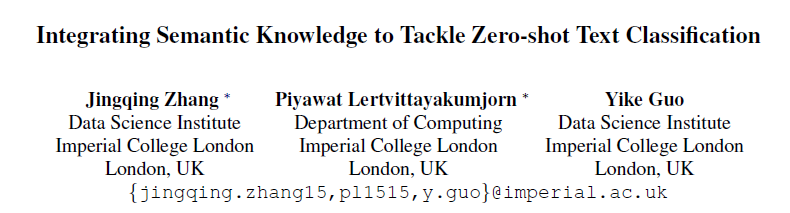 Integrating Semantic Knowledge to Tackle Zero-shot Text Classification
Jingqing Zhang * Piyawat Lertvittayakumjorn * Yike Guo
Data Science Institute Department of Computing Data Science Institute
Imperial College London Imperial College London Imperial College London
London, UK London, UK London, UK
{jingqing.zhang15,pl1515,y.guo}@imperial.ac.uk